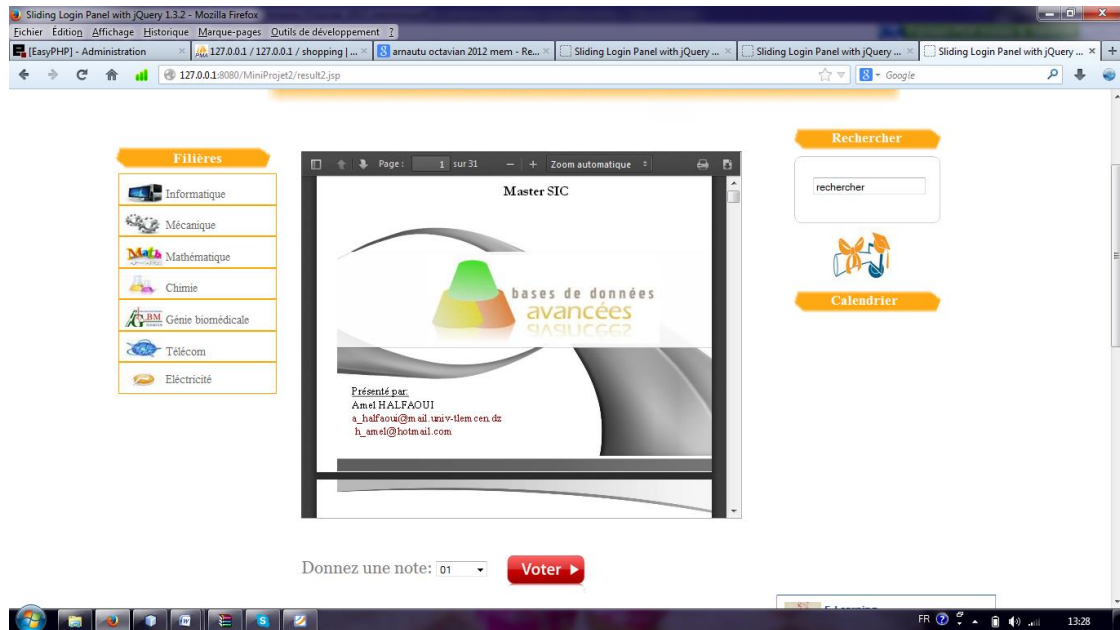 Sliding Login Panel with jQuery 1.3.2 - Mozilla Firefox
Fichier Édition Affichage Historique Marque-pages Outils de développement ?
[EasyPHP] - Administration
127.0.0.1 / 127.0.0.1 / shopping | ...
arnautu octavian 2012 mem - Re...
Sliding Login Panel with jQuery ...
Sliding Login Panel with jQuery ...
Sliding Login Panel with jQuery ...
127.0.0.1:8080/MiniProjet2/result2.jsp
Google
Filières
Informatique
Mécanique
Math Mathématique
Chimie
GBM Génie biomédicale
Télécom
Eléctricité
Page : 1 sur 31 Zoom automatique
Master SIC
bases de données
avancées
Présenté par:
Amel HALFAOUI
a_halfaoui@mail.univ-tlemcen.dz
h_amel@hotmail.com
Rechercher
rechercher
Calendrier
Donnez une note: 01 Voter
E-Learning
FR 13:28